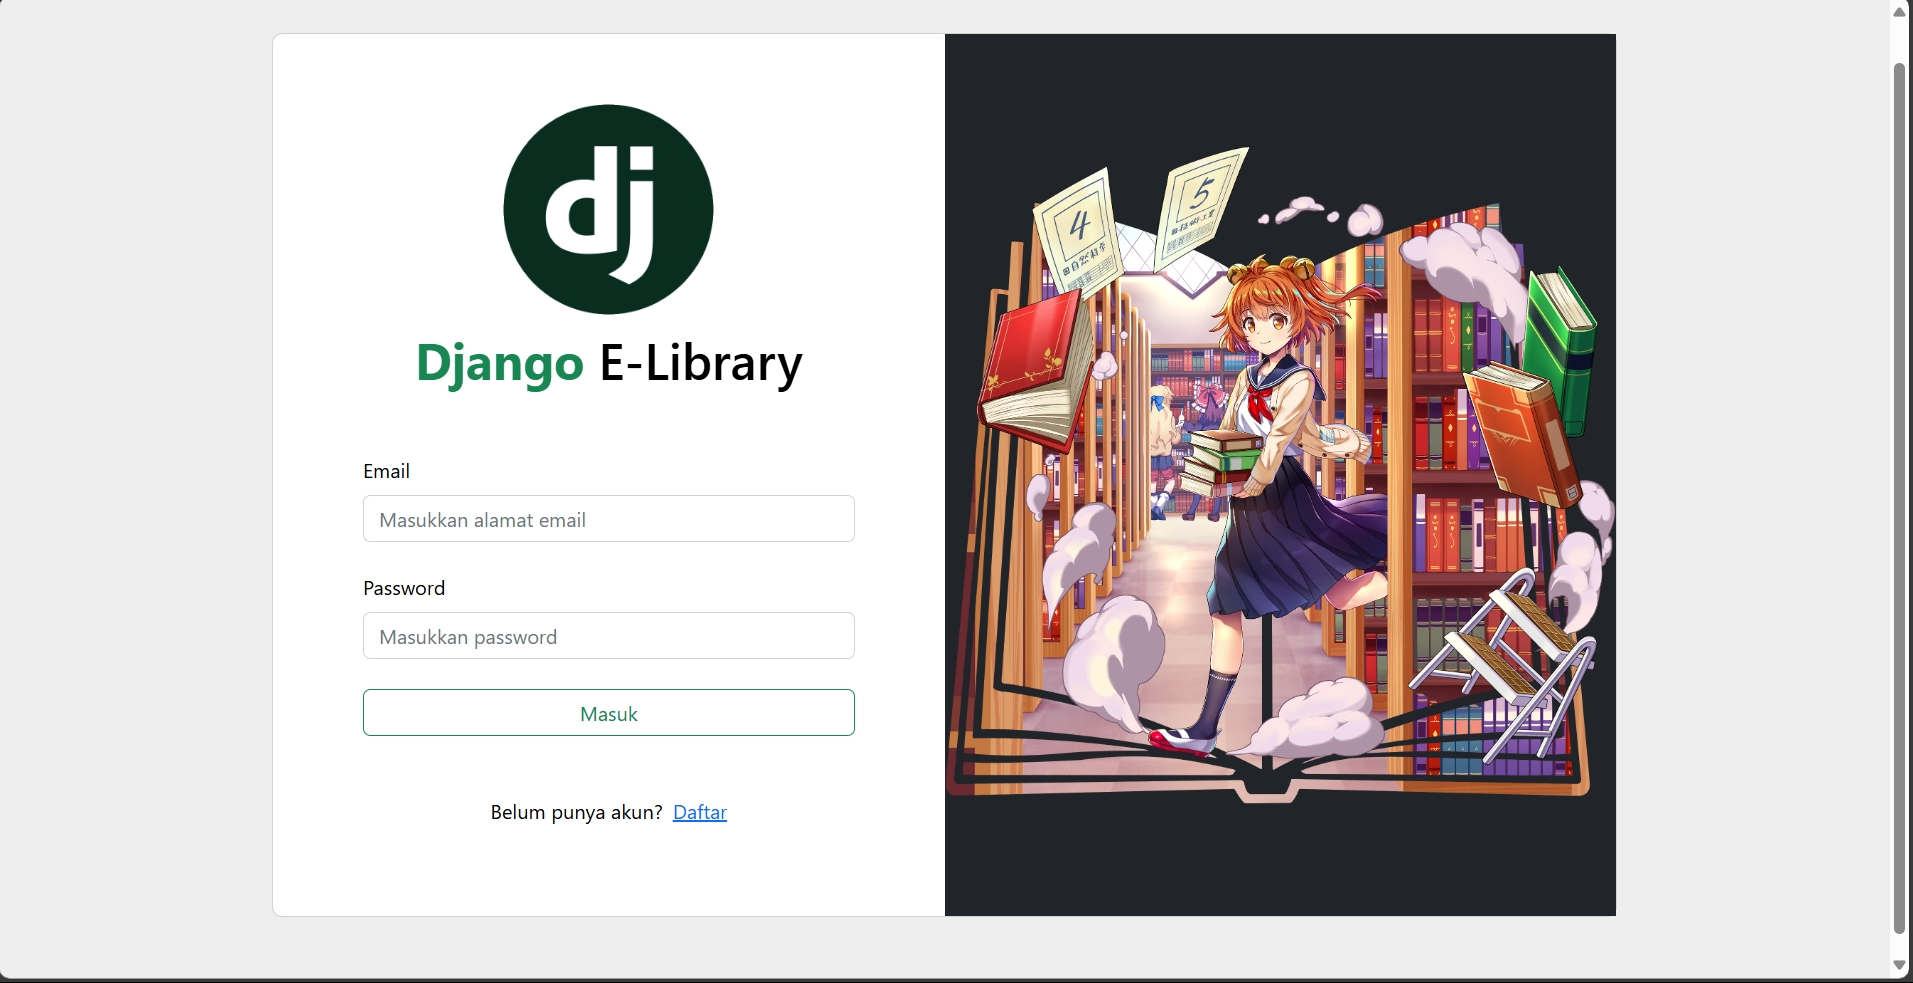 dj
Django E-Library
Email
Masukkan alamat email
Password
Masukkan password
Masuk
Belum punya akun? Daftar
4
5